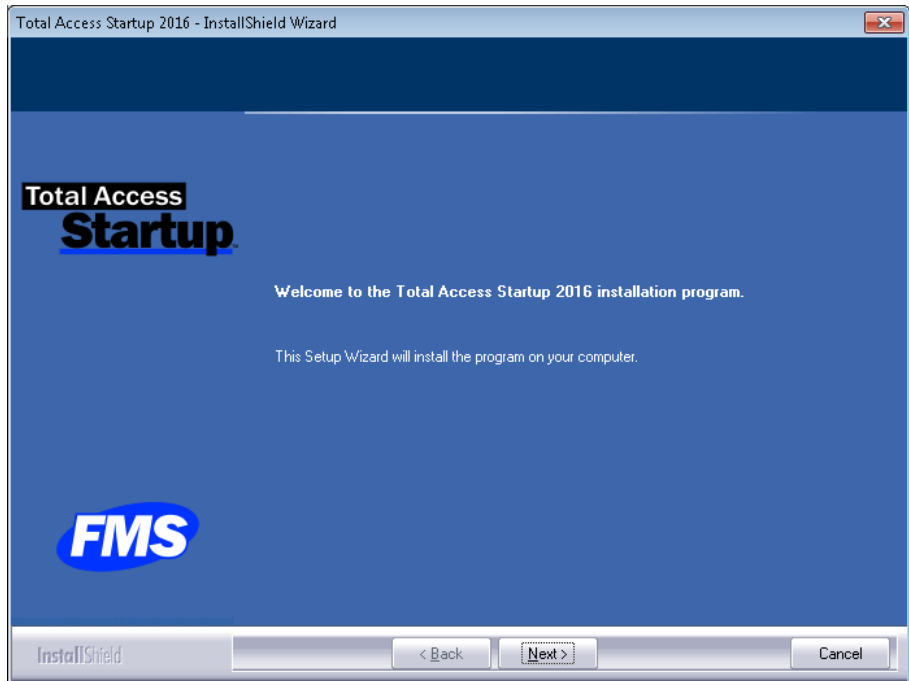 Total Access Startup 2016 - InstallShield Wizard
Total Access
Startup
Welcome to the Total Access Startup 2016 installation program.
This Setup Wizard will install the program on your computer.
FMS
InstallShield
< Back
Next >
Cancel